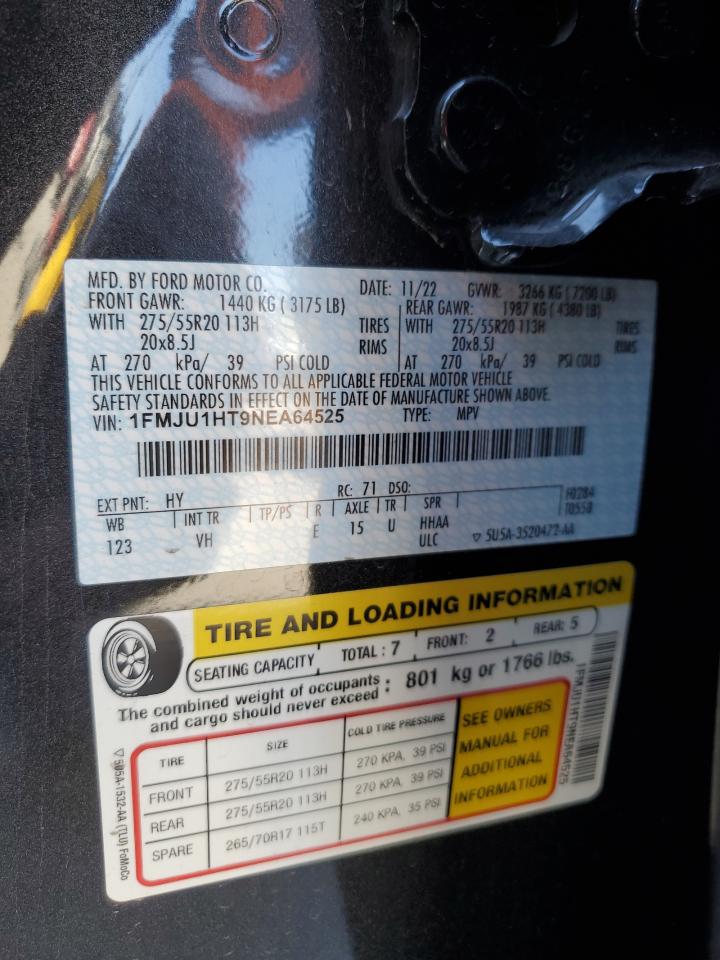 MFD. BY FORD MOTOR CO. DATE: 11/22 GVWR: 3266 KG ( 7200 LB)
FRONT GAWR: 1440 KG ( 3175 LB) REAR GAWR: 1987 KG ( 4380 LB)
WITH 275/55R20 113H TIRES WITH 275/55R20 113H TIRES
20x8.5J RIMS 20x8.5J RIMS
AT 270 kPa/ 39 PSI COLD AT 270 kPa/ 39 PSI COLD
THIS VEHICLE CONFORMS TO ALL APPLICABLE FEDERAL MOTOR VEHICLE
SAFETY STANDARDS IN EFFECT ON THE DATE OF MANUFACTURE SHOWN ABOVE.
VIN: 1FMJU1HT9NEA64525 TYPE: MPV
EXT PNT: HY RC: 71 DSO: H0284
WB INT TR TP/PS R AXLE TR SPR T0550
123 VH E 15 U HHAA
ULC 5U5A-3520472-AA
TIRE AND LOADING INFORMATION
SEATING CAPACITY TOTAL : 7 FRONT: 2 REAR: 5
The combined weight of occupants and cargo should never exceed : 801 kg or 1766 lbs.
TIRE SIZE COLD TIRE PRESSURE
FRONT 275/55R20 113H 270 KPA, 39 PSI
REAR 275/55R20 113H 270 KPA, 39 PSI
SPARE 265/70R17 115T 240 KPA, 35 PSI
SEE OWNERS
MANUAL FOR
ADDITIONAL
INFORMATION
5U5A-1532-AA (TLU) FoMoCo
1FMJU1HT9NEA64525